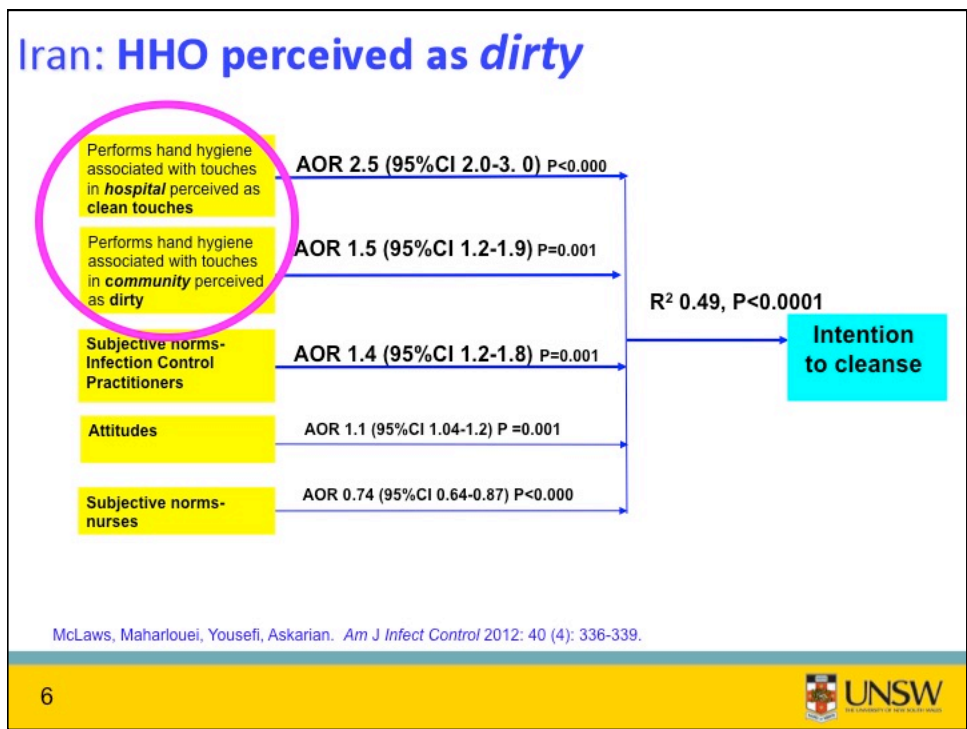 Iran: HHO perceived as dirty
Performs hand hygiene
associated with touches
in hospital perceived as
clean touches
AOR 2.5 (95%CI 2.0-3. 0) P<0.000
Performs hand hygiene
associated with touches
in community perceived
as dirty
AOR 1.5 (95%CI 1.2-1.9) P=0.001
Subjective norms-
Infection Control
Practitioners
AOR 1.4 (95%CI 1.2-1.8) P=0.001
Attitudes
AOR 1.1 (95%CI 1.04-1.2) P =0.001
Subjective norms-
nurses
AOR 0.74 (95%CI 0.64-0.87) P<0.000
R² 0.49, P<0.0001
Intention
to cleanse
McLaws, Maharlouei, Yousefi, Askarian. Am J Infect Control 2012: 40 (4): 336-339.
6
UNSW
THE UNIVERSITY OF NEW SOUTH WALES